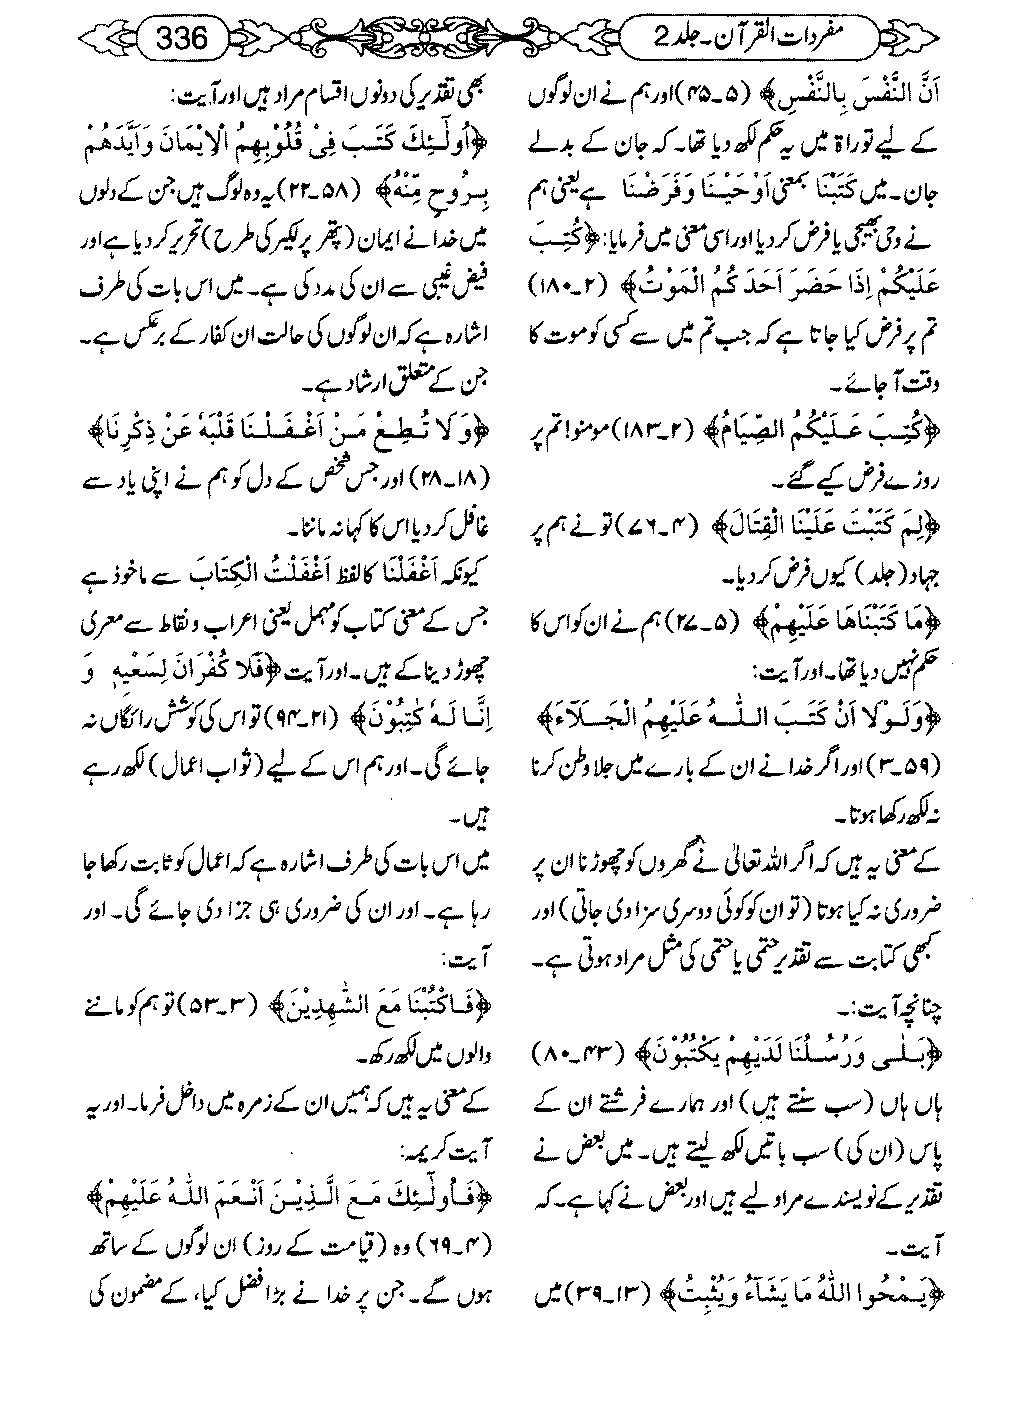 مفردات القرآن۔ جلد 2
336
اَنَّ النَّفْسَ بِالنَّفْسِ﴾ (۵۔۴۵) اور ہم نے ان لوگوں
کے لیے توراۃ میں یہ حکم لکھ دیا تھا۔ کہ جان کے بدلے
جان۔ میں کَتَبْنَا بمعنی اَوْحَیْنَا وَفَرَضْنَا ہے یعنی ہم
نے وحی بھیجی یا فرض کر دیا اور اسی معنی میں فرمایا: ﴿کُتِبَ
عَلَیْکُمْ اِذَا حَضَرَ اَحَدَکُمُ الْمَوْتُ﴾ (۲۔۱۸۰)
تم پر فرض کیا جاتا ہے کہ جب تم میں سے کسی کو موت کا
وقت آ جائے۔
﴿کُتِبَ عَلَیْکُمُ الصِّیَامُ﴾ (۲۔۱۸۳) مومنو! تم پر
روزے فرض کیے گئے۔
﴿لِمَ کَتَبْتَ عَلَیْنَا الْقِتَالَ﴾ (۴۔۷۶) تو نے ہم پر
جہاد (جلد) کیوں فرض کر دیا۔
﴿مَا کَتَبْنَاهَا عَلَیْهِمْ﴾ (۵۔۲۷) ہم نے ان کو اس کا
حکم نہیں دیا تھا۔ اور آیت:
﴿وَلَوْلَا اَنْ کَتَبَ اللّٰهُ عَلَیْهِمُ الْجَلَآءَ﴾
(۵۹۔۳) اور اگر خدا نے ان کے بارے میں جلا وطن کرنا
نہ لکھ رکھا ہوتا۔
کے معنی یہ ہیں کہ اگر اللہ تعالیٰ نے گھروں کو چھوڑنا ان پر
ضروری نہ کیا ہوتا (تو ان کو کوئی دوسری سزا دی جاتی) اور
کبھی کتابت سے تقدیر حتمی یا حتمی کی مثل مراد ہوتی ہے۔
چنانچہ آیت:۔
﴿بَلٰی وَرُسُلُنَا لَدَیْهِمْ یَکْتُبُوْنَ﴾ (۴۳۔۸۰)
ہاں ہاں (سب سنتے ہیں) اور ہمارے فرشتے ان کے
پاس (ان کی) سب باتیں لکھ لیتے ہیں۔ میں بعض نے
تقدیر کے نویسندے مراد لیے ہیں اور بعض نے کہا ہے۔ کہ
آیت۔
﴿یَمْحُوا اللّٰهُ مَا یَشَآءُ وَیُثْبِتُ﴾ (۱۳۔۳۹) میں
بھی تقدیر کی دونوں اقسام مراد ہیں اور آیت:
﴿اُولٰٓئِكَ کَتَبَ فِیْ قُلُوْبِهِمُ الْاِیْمَانَ وَاَیَّدَهُمْ
بِرُوحٍ مِّنْهُ﴾ (۵۸۔۲۲) یہ وہ لوگ ہیں جن کے دلوں
میں خدا نے ایمان (پتھر پر لکیر کی طرح) تحریر کر دیا ہے اور
فیض غیبی سے ان کی مدد کی ہے۔ میں اس بات کی طرف
اشارہ ہے کہ ان لوگوں کی حالت ان کفار کے برعکس ہے۔
جن کے متعلق ارشاد ہے۔
﴿وَلَا تُطِعْ مَنْ اَغْفَلْنَا قَلْبَهٗ عَنْ ذِکْرِنَا﴾
(۱۸۔۲۸) اور جس شخص کے دل کو ہم نے اپنی یاد سے
غافل کر دیا اس کا کہا نہ ماننا۔
کیونکہ اَغْفَلْنَا کا لفظ اَغْفَلْتُ الْکِتَابَ سے ماخوذ ہے
جس کے معنی کتاب کو مہمل یعنی اعراب و نقاط سے معری
چھوڑ دینا کے ہیں۔ اور آیت ﴿فَلَا کُفْرَانَ لِسَعْیِهٖ وَ
اِنَّا لَهٗ کٰتِبُوْنَ﴾ (۲۱۔۹۴) تو اس کی کوشش رائگاں نہ
جائے گی۔ اور ہم اس کے لیے (ثواب اعمال) لکھ رہے
ہیں۔
میں اس بات کی طرف اشارہ ہے کہ اعمال کو ثابت رکھا جا
رہا ہے۔ اور ان کی ضروری ہی جزا دی جائے گی۔ اور
آیت:
﴿فَاکْتُبْنَا مَعَ الشّٰهِدِیْنَ﴾ (۳۔۵۳) تو ہم کو ماننے
والوں میں لکھ رکھ۔
کے معنی یہ ہیں کہ ہمیں ان کے زمرہ میں داخل فرما۔ اور یہ
آیت کریمہ:
﴿فَاُولٰٓئِكَ مَعَ الَّذِیْنَ اَنْعَمَ اللّٰهُ عَلَیْهِمْ﴾
(۴۔۶۹) وہ (قیامت کے روز) ان لوگوں کے ساتھ
ہوں گے۔ جن پر خدا نے بڑا فضل کیا، کے مضمون کی